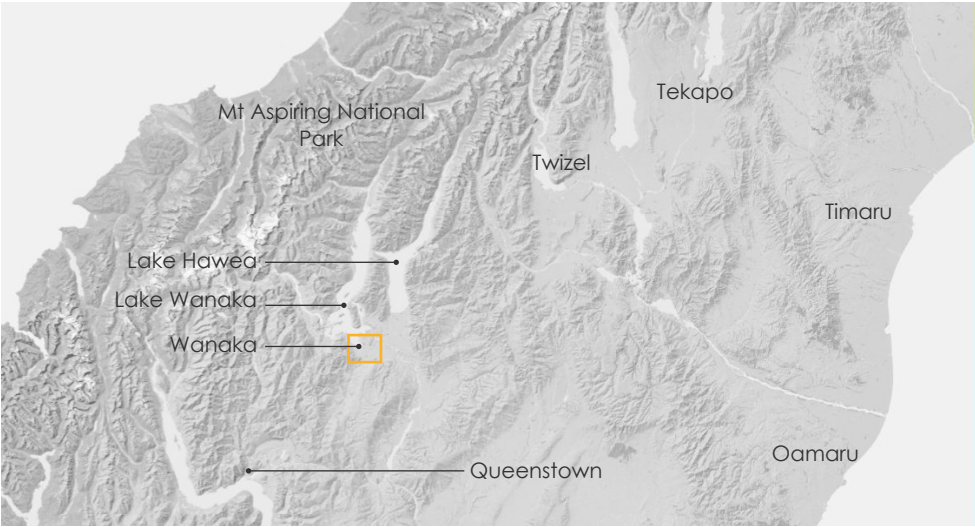 Tekapo
Mt Aspiring National
Park
Twizel
Timaru
Lake Hawea
Lake Wanaka
Wanaka
Oamaru
Queenstown